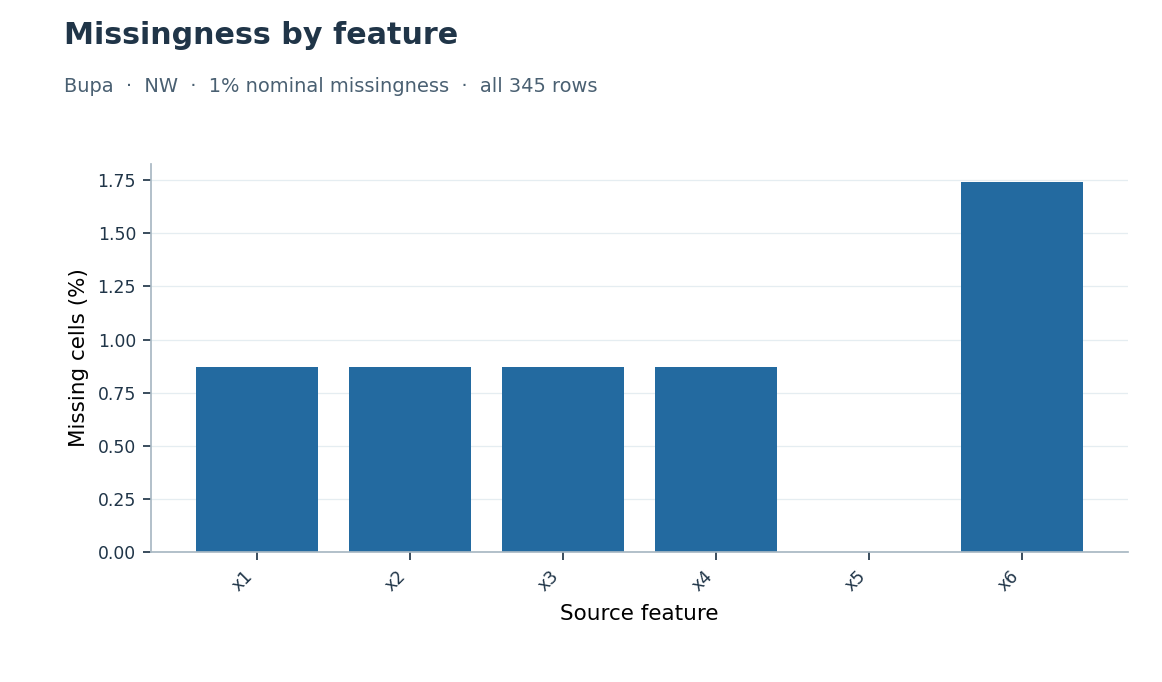 Missingness by feature
Bupa · NW · 1% nominal missingness · all 345 rows
1.75
1.50
1.25
1.00
0.75
0.50
0.25
0.00
Missing cells (%)
x1 x2 x3 x4 x5 x6
Source feature